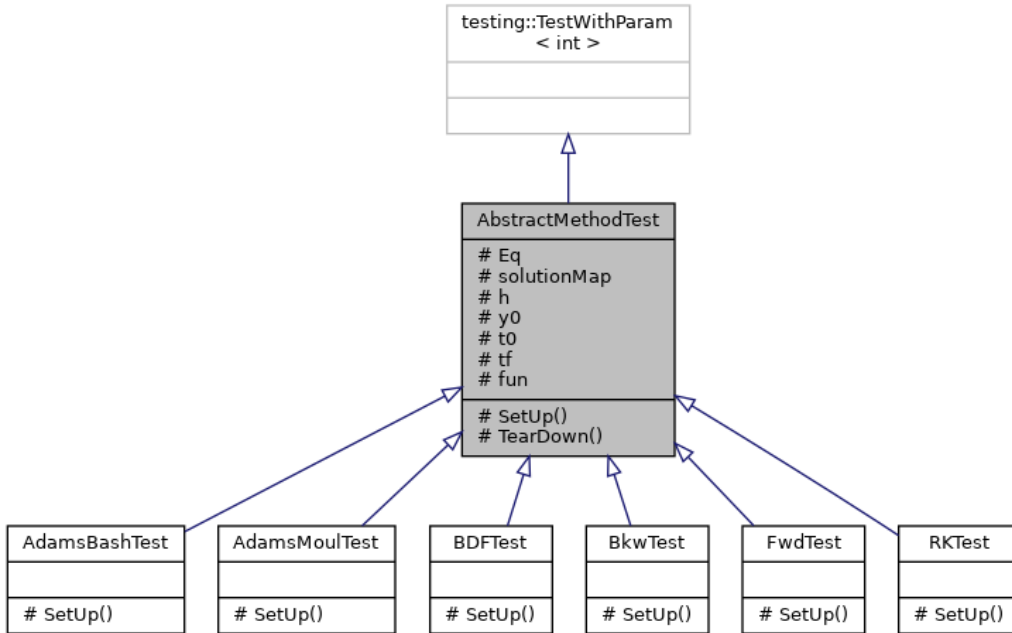 testing::TestWithParam
< int >
AbstractMethodTest
# Eq
# solutionMap
# h
# y0
# t0
# tf
# fun
# SetUp()
# TearDown()
AdamsBashTest
# SetUp()
AdamsMoulTest
# SetUp()
BDFTest
# SetUp()
BkwTest
# SetUp()
FwdTest
# SetUp()
RKTest
# SetUp()